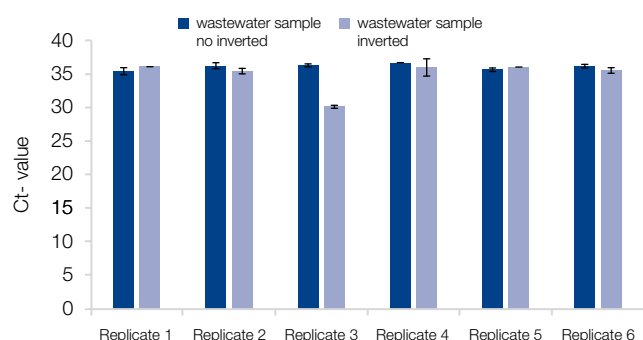 wastewater sample
no inverted
wastewater sample
inverted
40
35
30
25
20
15
10
5
0
Ct- value
Replicate 1 Replicate 2 Replicate 3 Replicate 4 Replicate 5 Replicate 6